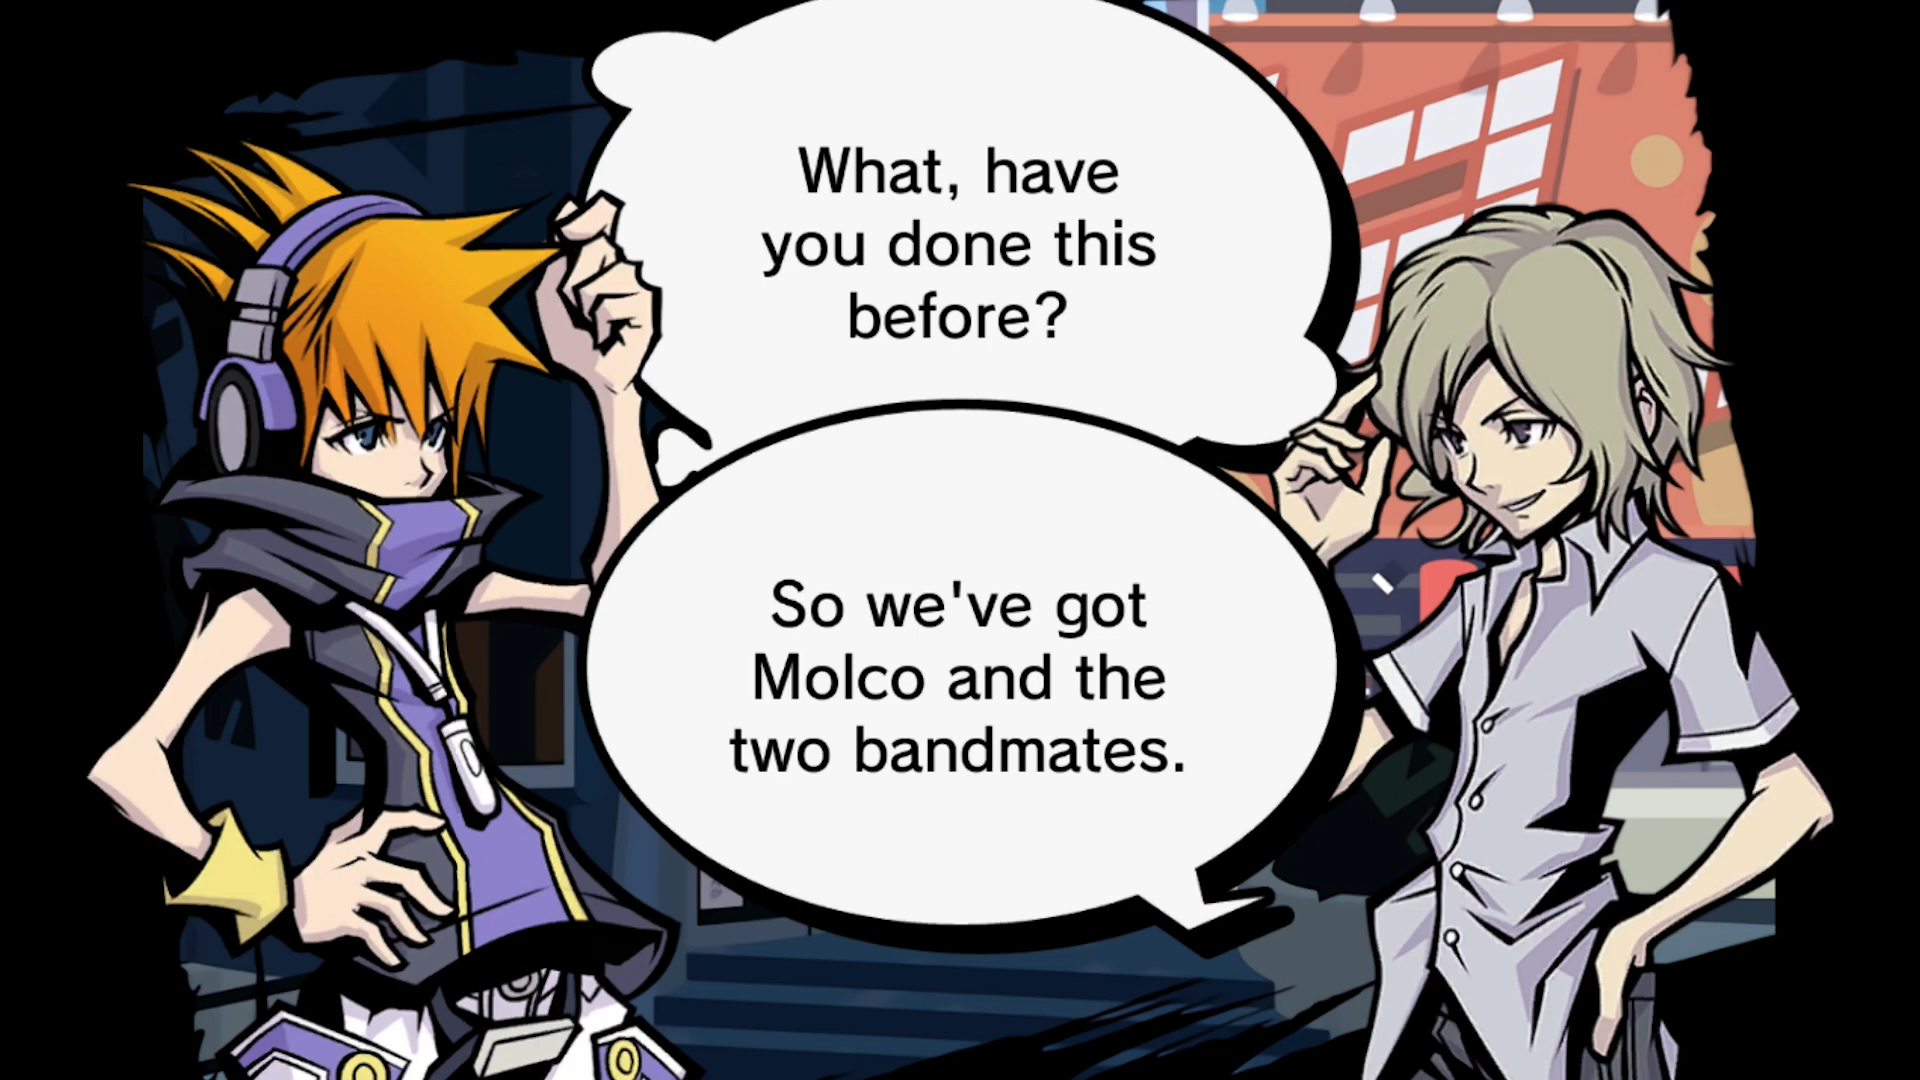 What, have
you done this
before?
So we've got
Molco and the
two bandmates.